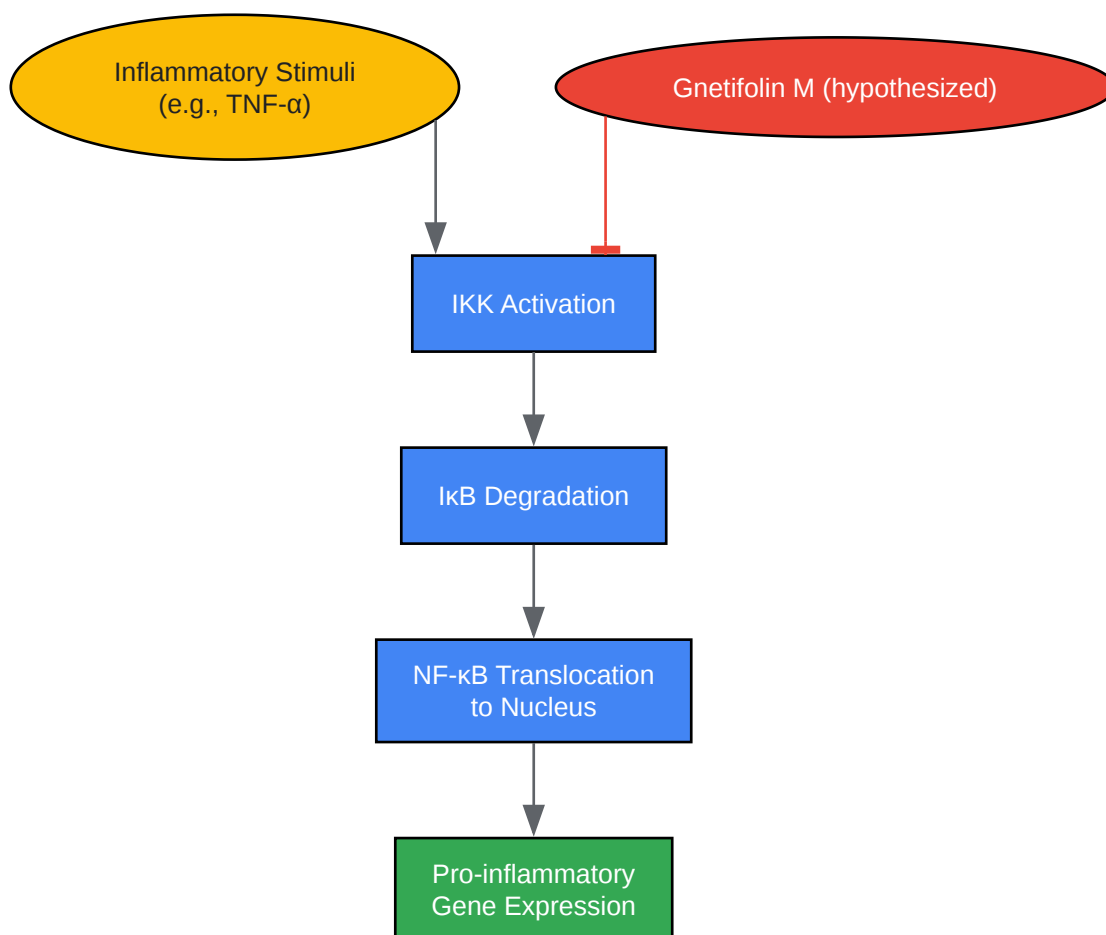 Inflammatory Stimuli
(e.g., TNF-α)
Gnetifolin M (hypothesized)
IKK Activation
IκB Degradation
NF-κB Translocation
to Nucleus
Pro-inflammatory
Gene Expression